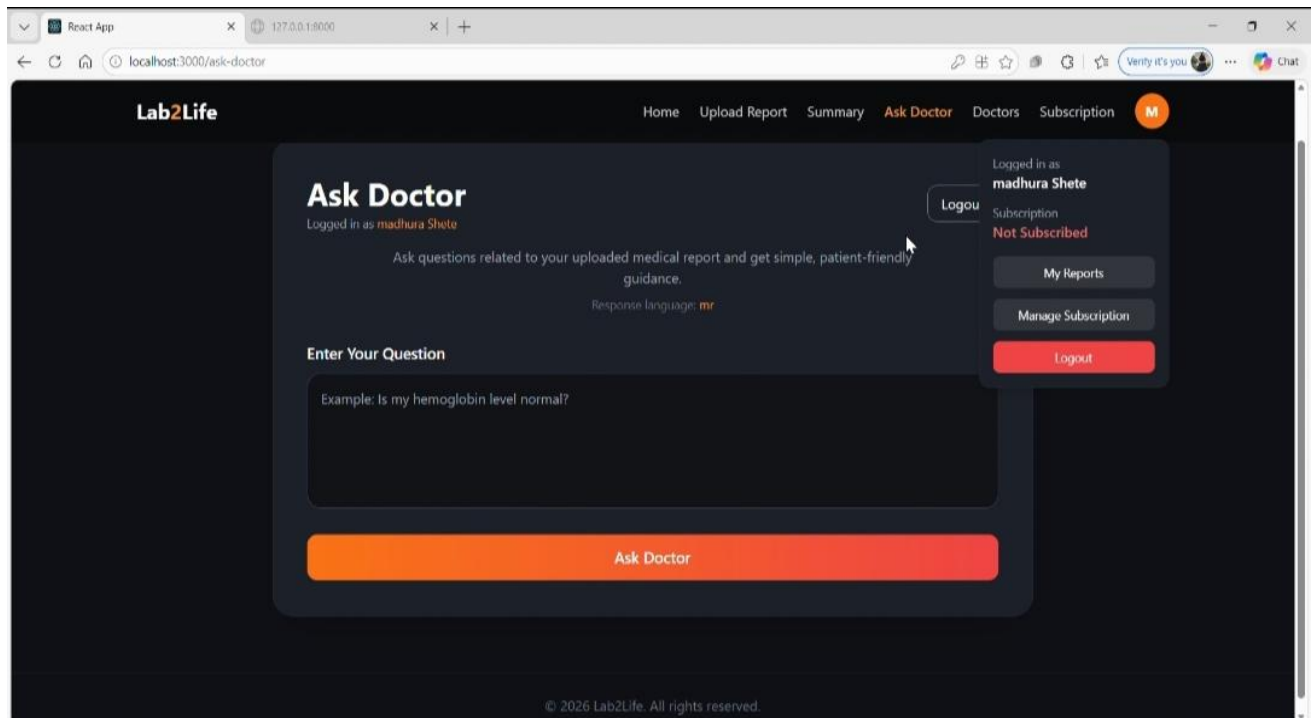 React App
127.0.0.1:8000
localhost:3000/ask-doctor
Verify it's you
Chat
Lab2Life
Home Upload Report Summary Ask Doctor Doctors Subscription M
Ask Doctor
Logged in as madhura Shete
Logou
Ask questions related to your uploaded medical report and get simple, patient-friendly
guidance.
Response language: mr
Enter Your Question
Example: Is my hemoglobin level normal?
Ask Doctor
Logged in as
madhura Shete
Subscription
Not Subscribed
My Reports
Manage Subscription
Logout
© 2026 Lab2Life. All rights reserved.